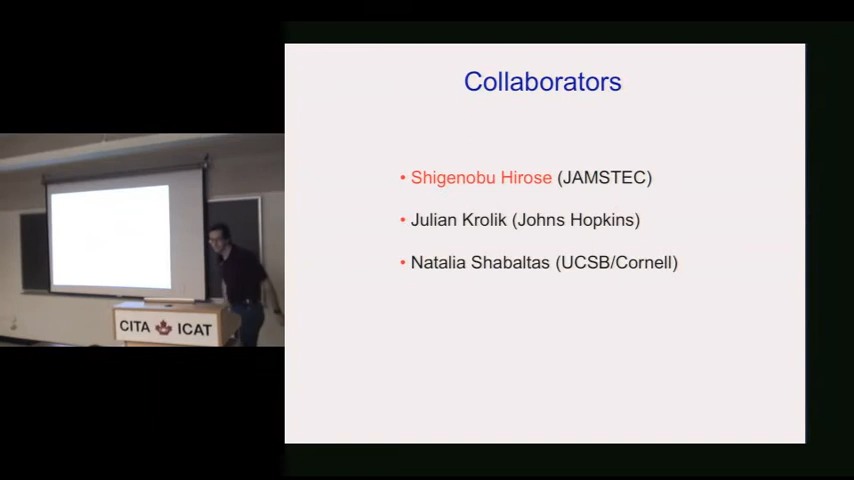 Collaborators
• Shigenobu Hirose (JAMSTEC)
• Julian Krolik (Johns Hopkins)
• Natalia Shabaltas (UCSB/Cornell)
CITA ICAT